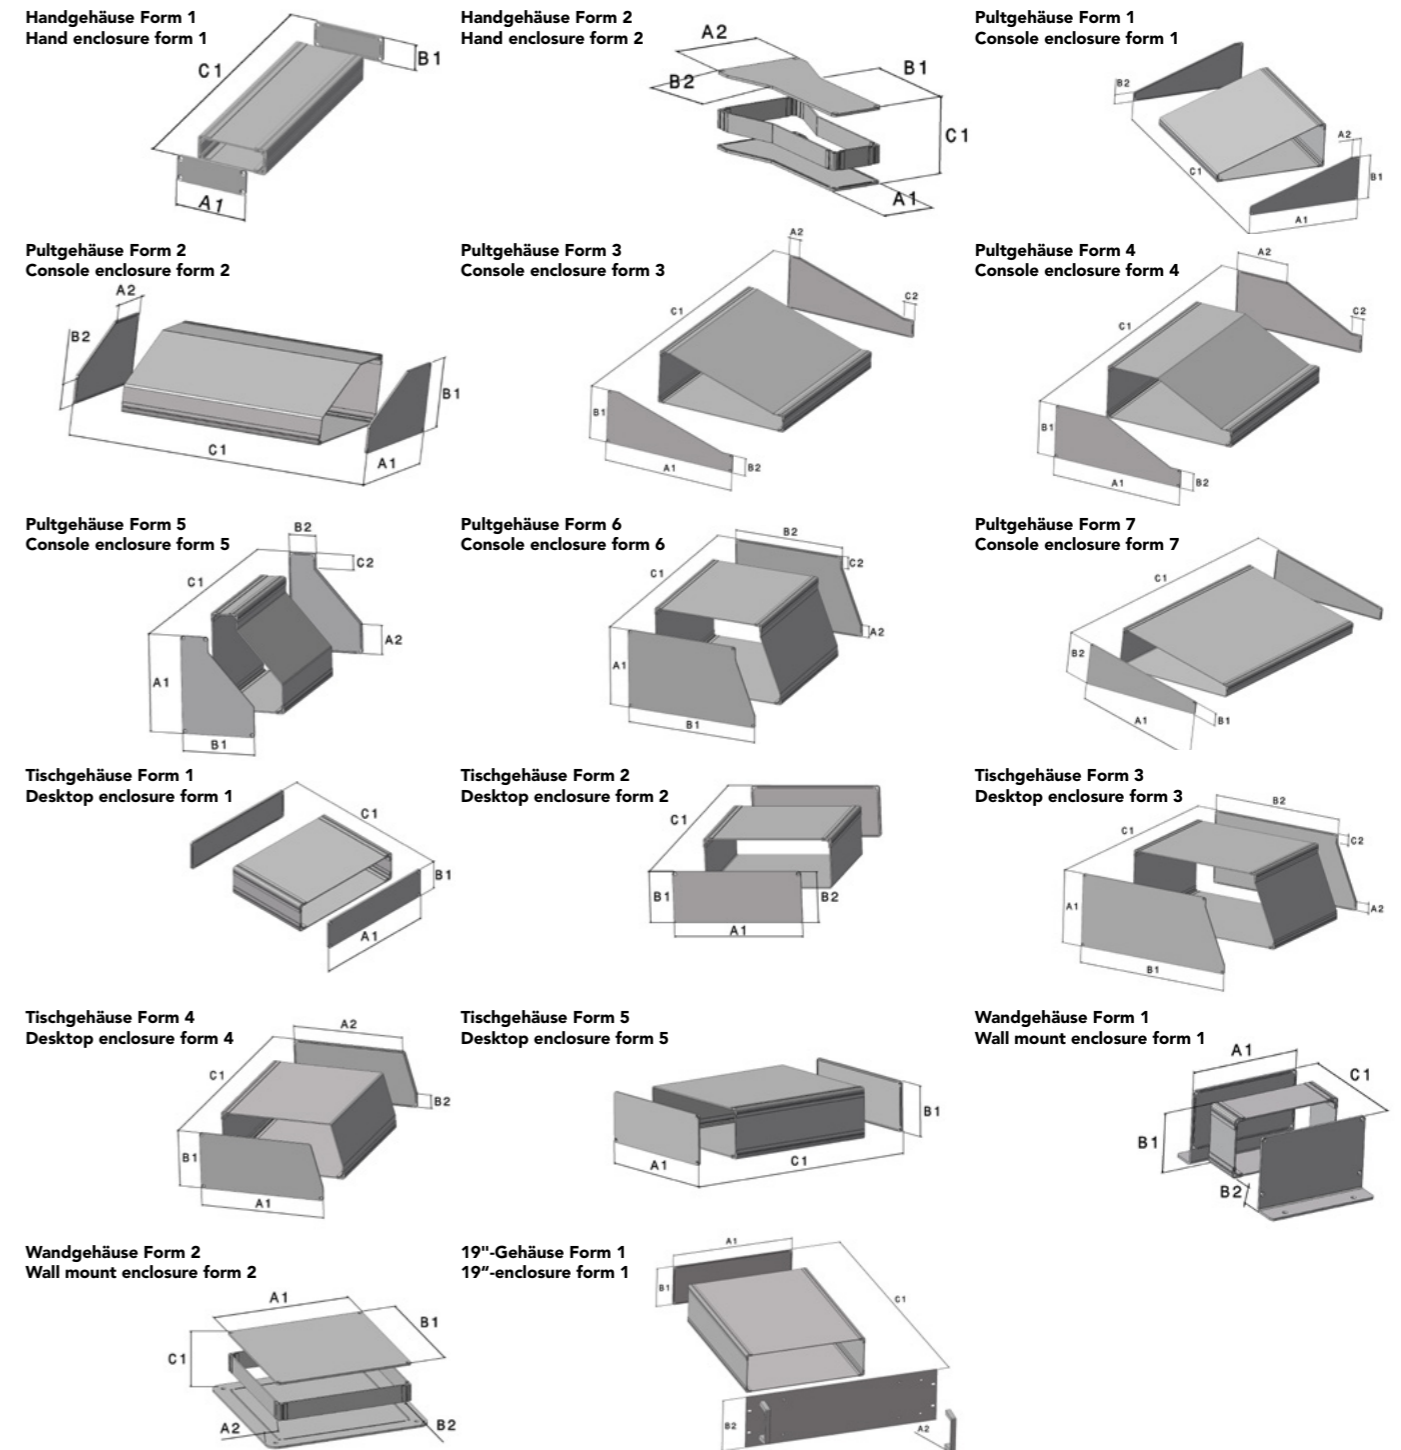 Handgehäuse Form 1
Hand enclosure form 1
C1
B1
A1
Handgehäuse Form 2
Hand enclosure form 2
A2
B2
B1
C1
A1
Pultgehäuse Form 1
Console enclosure form 1
B2
A2
C1
B1
A1
Pultgehäuse Form 2
Console enclosure form 2
A2
B2
B1
C1
A1
Pultgehäuse Form 3
Console enclosure form 3
A2
C2
C1
B1
A1
B2
Pultgehäuse Form 4
Console enclosure form 4
A2
C2
C1
B1
A1
B2
Pultgehäuse Form 5
Console enclosure form 5
B2
C2
C1
A2
A1
B1
Pultgehäuse Form 6
Console enclosure form 6
B2
C2
C1
A2
A1
B1
Pultgehäuse Form 7
Console enclosure form 7
C1
B2
A1
B1
Tischgehäuse Form 1
Desktop enclosure form 1
C1
B1
A1
Tischgehäuse Form 2
Desktop enclosure form 2
C1
B1
B2
A1
Tischgehäuse Form 3
Desktop enclosure form 3
B2
C1
C2
A1
A2
B1
Tischgehäuse Form 4
Desktop enclosure form 4
A2
C1
B2
B1
A1
Tischgehäuse Form 5
Desktop enclosure form 5
B1
A1
C1
Wandgehäuse Form 1
Wall mount enclosure form 1
A1
C1
B1
B2
Wandgehäuse Form 2
Wall mount enclosure form 2
A1
B1
C1
A2
B2
19"-Gehäuse Form 1
19“-enclosure form 1
A1
B1
C1
B2
A2